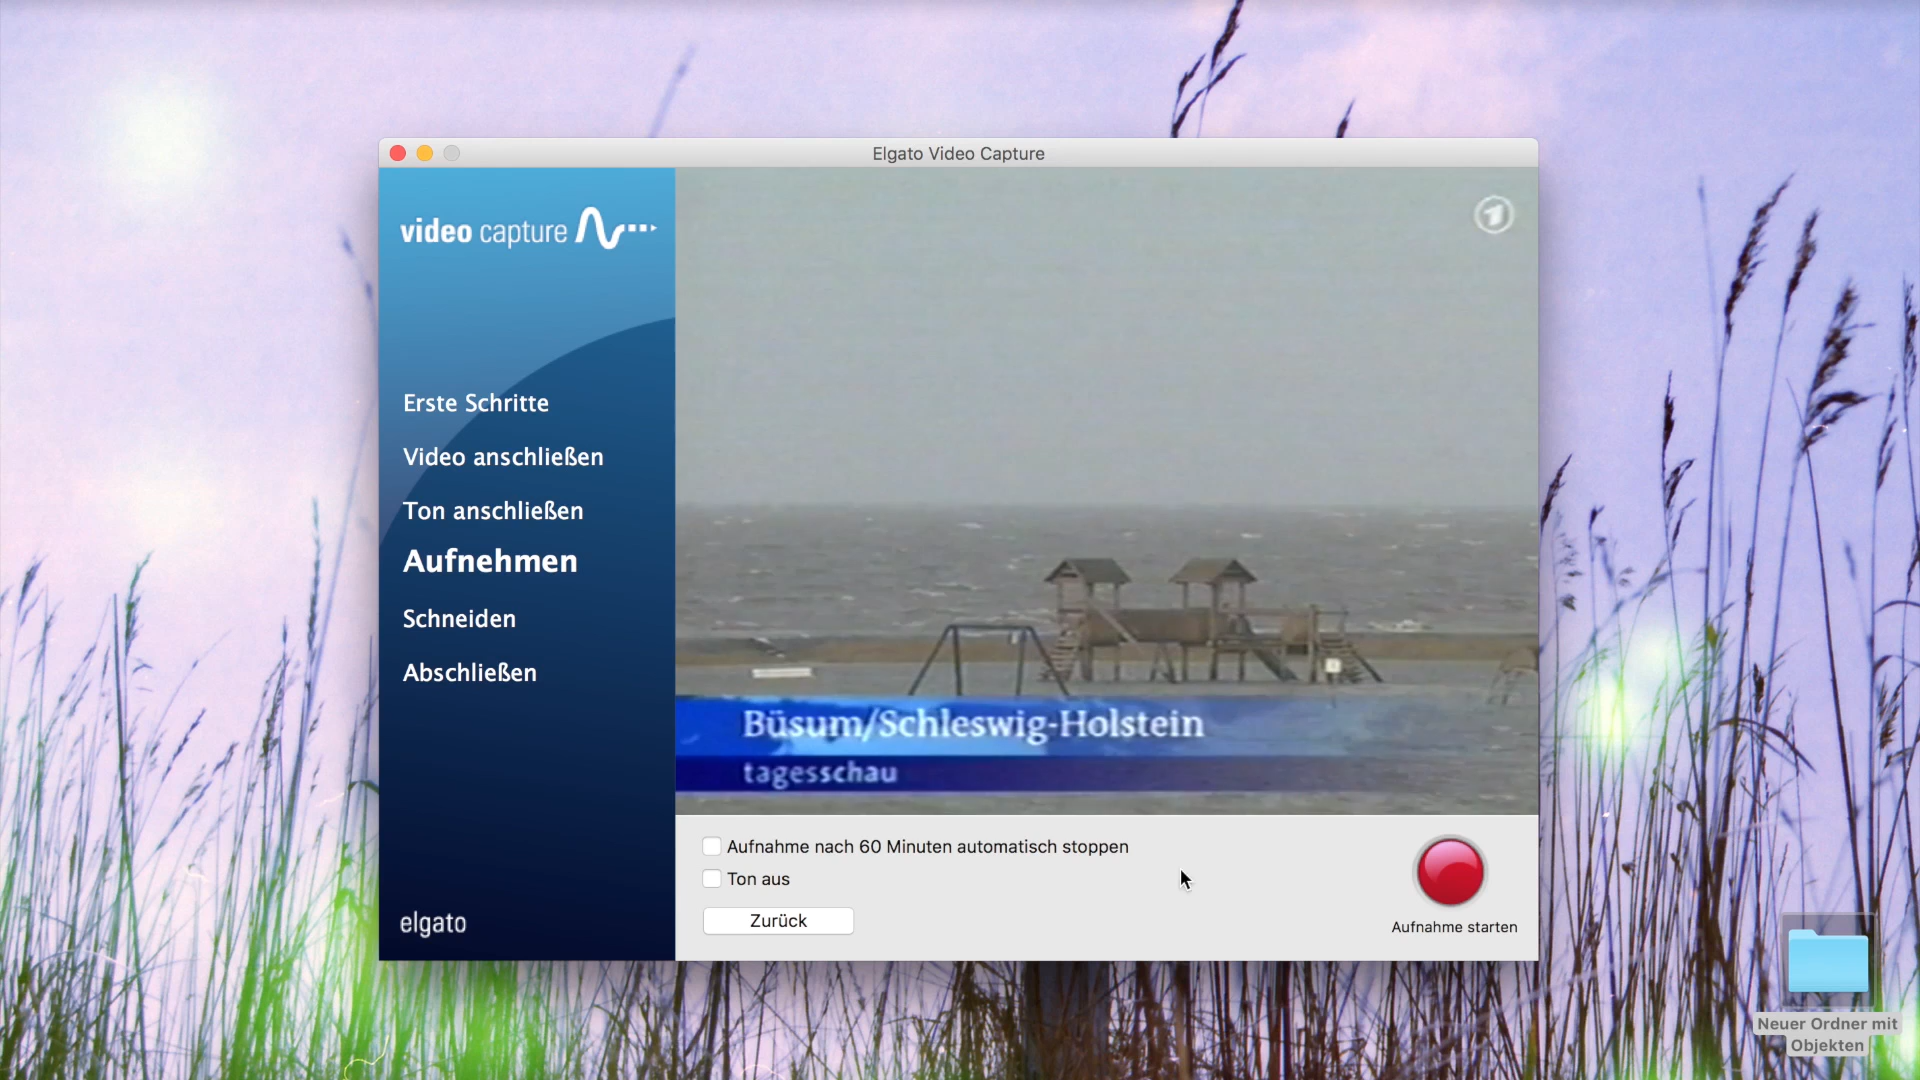 Elgato Video Capture
video capture
Erste Schritte
Video anschließen
Ton anschließen
Aufnehmen
Schneiden
Abschließen
elgato
1
Büsum/Schleswig-Holstein
tagesschau
Aufnahme nach 60 Minuten automatisch stoppen
Ton aus
Zurück
Aufnahme starten
Neuer Ordner mit
Objekten